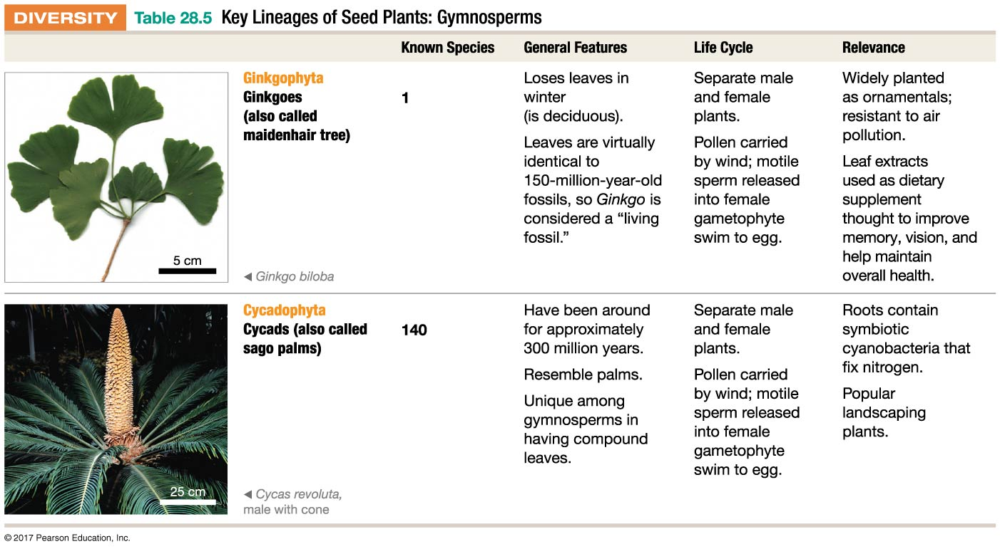 DIVERSITY Table 28.5 Key Lineages of Seed Plants: Gymnosperms
Known Species General Features Life Cycle Relevance
Ginkgophyta
Ginkgoes
(also called
maidenhair tree)
1
Loses leaves in
winter
(is deciduous).
Leaves are virtually
identical to
150-million-year-old
fossils, so Ginkgo is
considered a “living
fossil.”
Separate male
and female
plants.
Pollen carried
by wind; motile
sperm released
into female
gametophyte
swim to egg.
Widely planted
as ornamentals;
resistant to air
pollution.
Leaf extracts
used as dietary
supplement
thought to improve
memory, vision, and
help maintain
overall health.
5 cm
◄ Ginkgo biloba
Cycadophyta
Cycads (also called
sago palms)
140
Have been around
for approximately
300 million years.
Resemble palms.
Unique among
gymnosperms in
having compound
leaves.
Separate male
and female
plants.
Pollen carried
by wind; motile
sperm released
into female
gametophyte
swim to egg.
Roots contain
symbiotic
cyanobacteria that
fix nitrogen.
Popular
landscaping
plants.
25 cm
◄ Cycas revoluta,
male with cone
© 2017 Pearson Education, Inc.